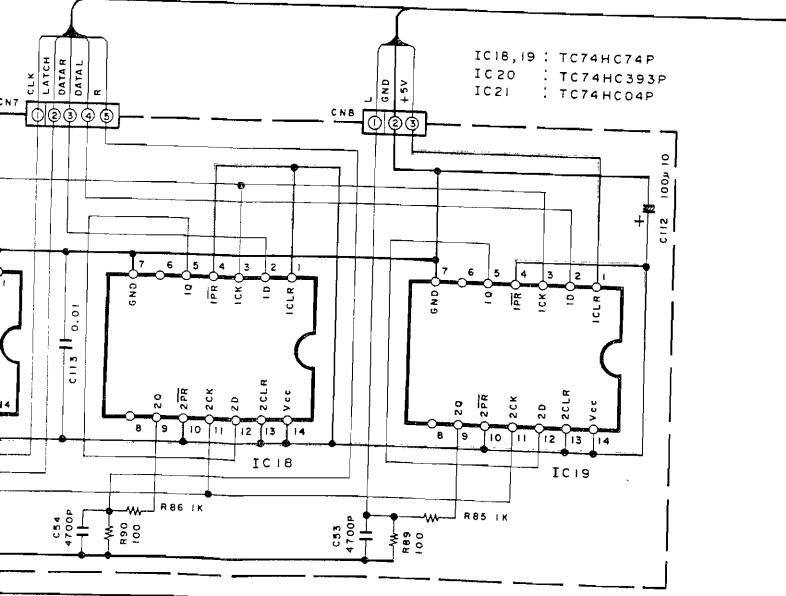 IC18,19 : TC74HC74P
IC20 : TC74HC393P
IC21 : TC74HC04P
CLK
LATCH
DATAR
DATAL
R
CN7
1 2 3 4 5
L
GND
+5V
CN8
1 2 3
100μ 10
+
C112
7 6 5 4 3 2 1
GND 1Q 1PR 1CK 1D 1CLR
7 6 5 4 3 2 1
GND 1Q 1PR 1CK 1D 1CLR
1
0.01
C113
14
2Q 2PR 2CK 2D 2CLR Vcc
8 9 10 11 12 13 14
IC18
2Q 2PR 2CK 2D 2CLR Vcc
8 9 10 11 12 13 14
IC19
R86 1K
C54
4700P
R90
100
R85 1K
C53
4700P
R89
100